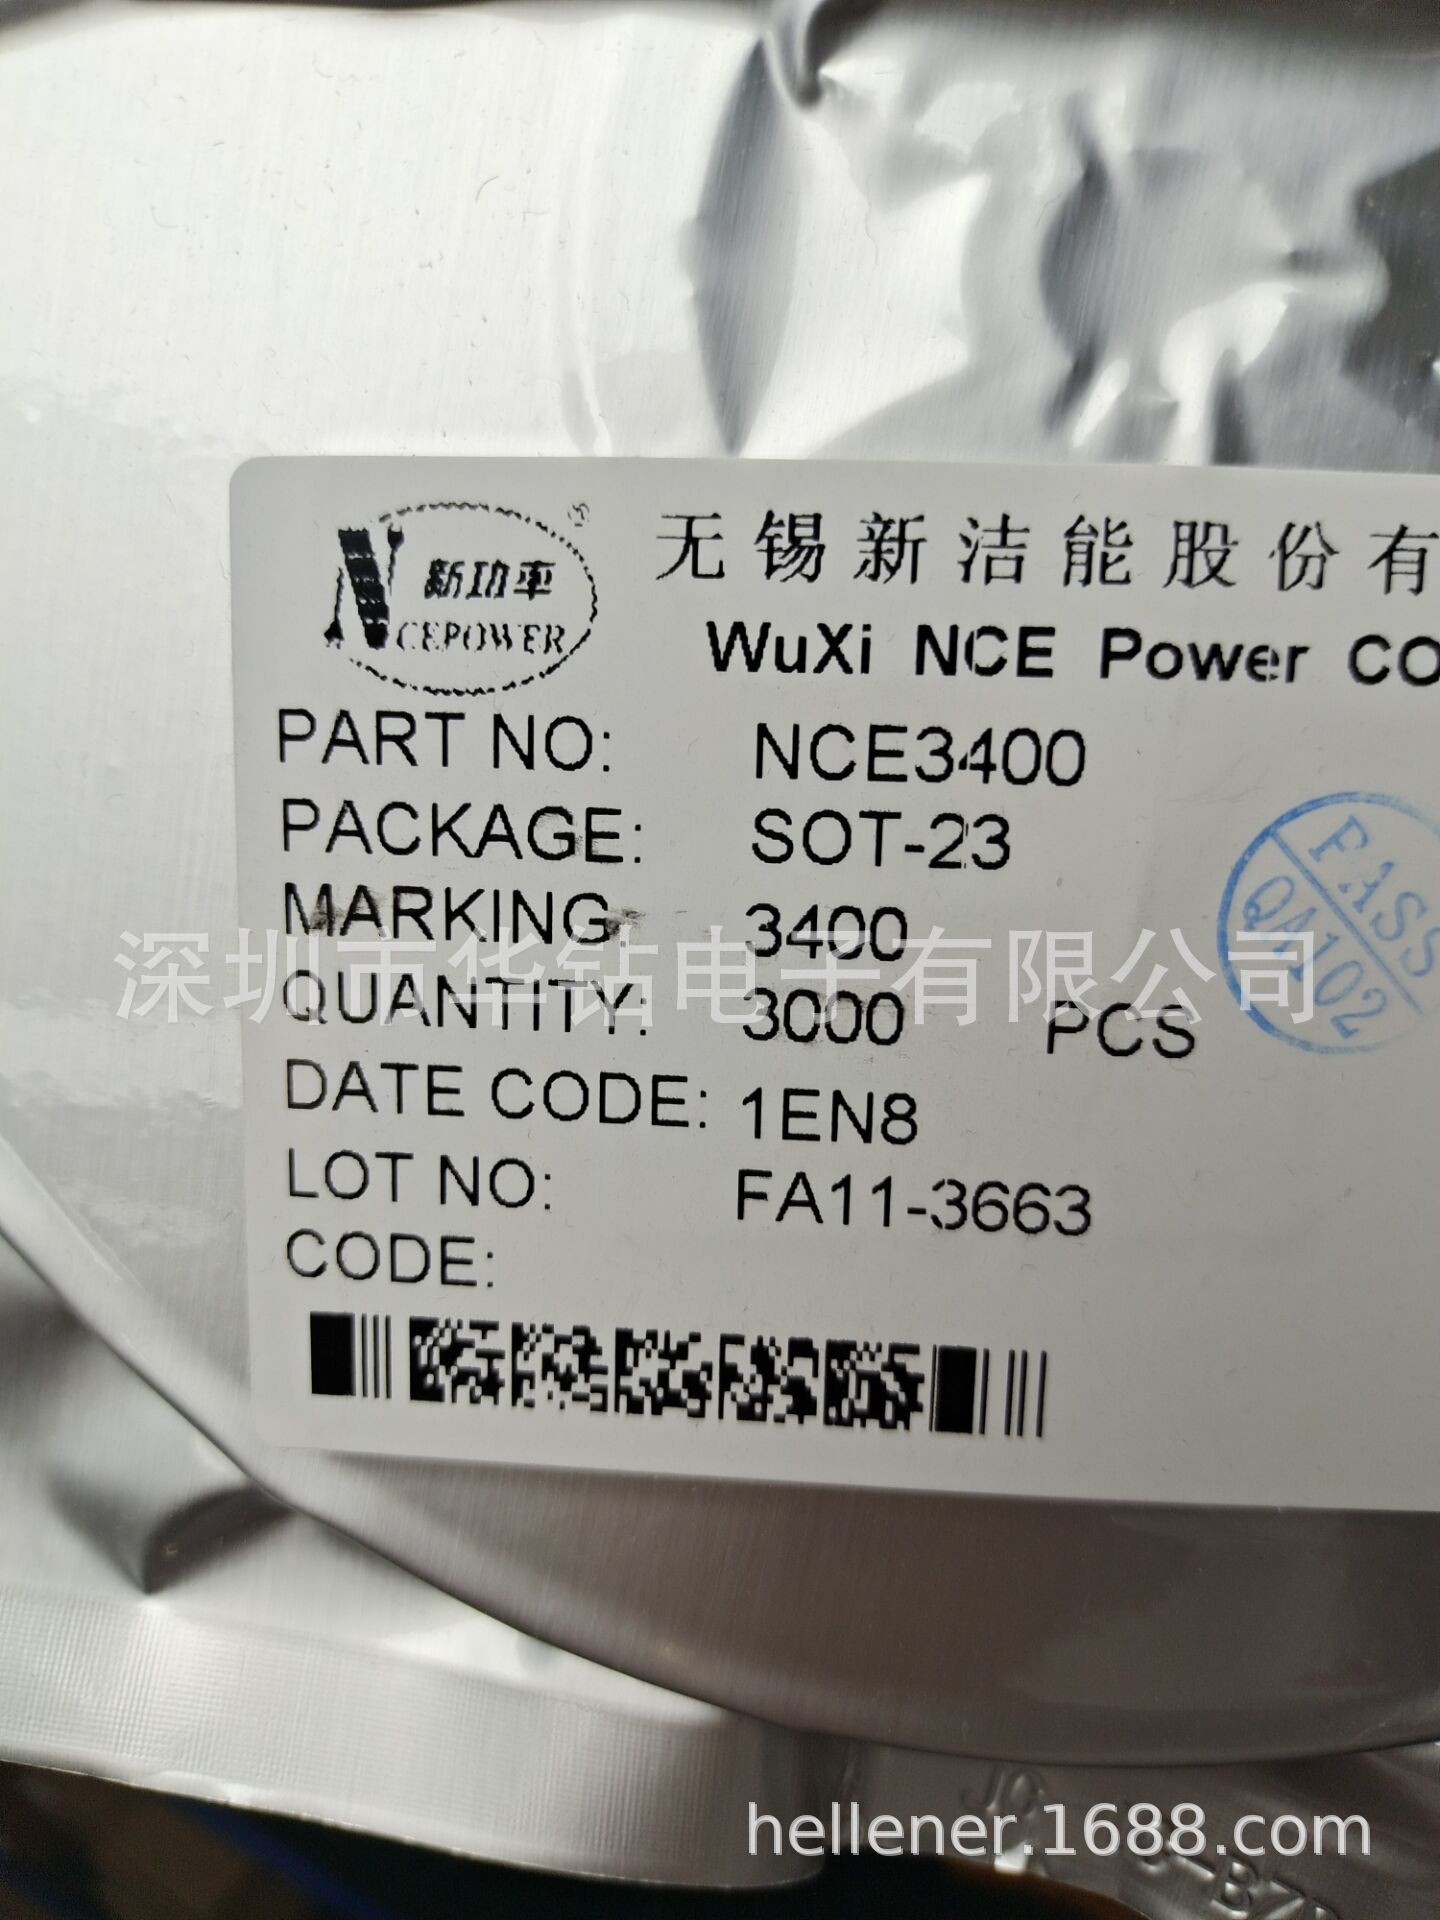 新功率
NCEPOWER
无锡新洁能股份有
WuXi NCE Power CO
PART NO: NCE3400
PACKAGE: SOT-23
MARKING 3400
深圳市华钻电子有限公司
QUANTITY: 3000 PCS
PASS
QA102
DATE CODE: 1EN8
LOT NO: FA11-3663
CODE:
hellener.1688.com